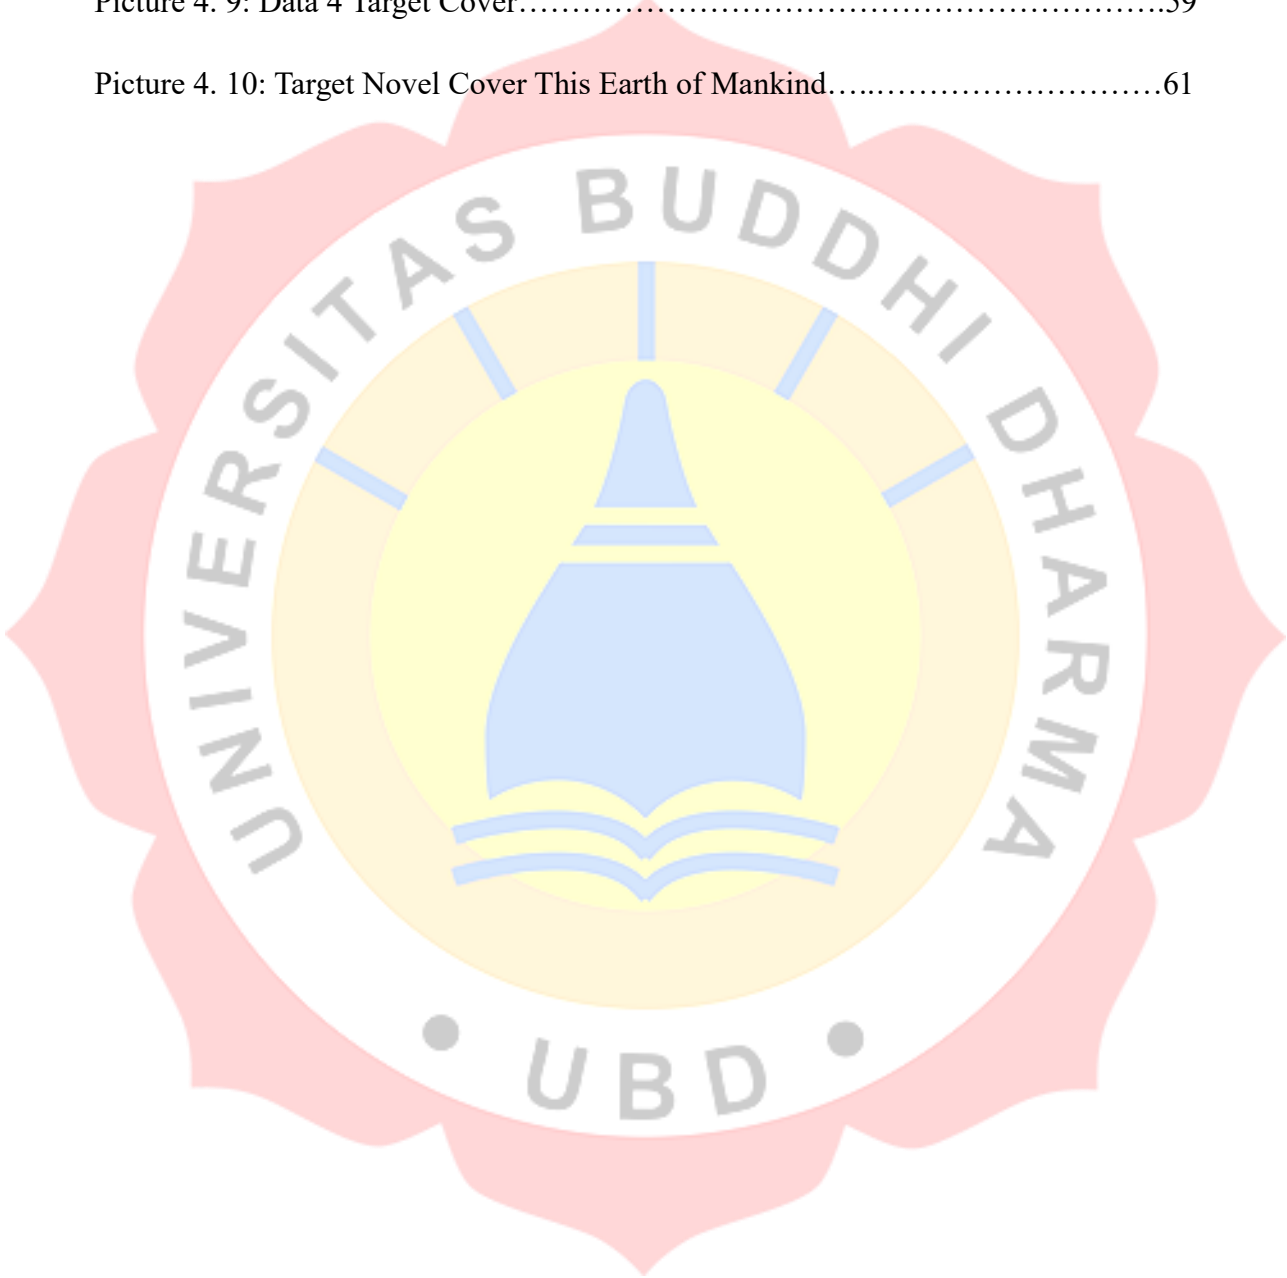 Picture 4. 9: Data 4 Target Cover……………………………………………………………….59
Picture 4. 10: Target Novel Cover This Earth of Mankind…..………………………61
UNIVERSITAS BUDDHI DHARMA
• UBD •